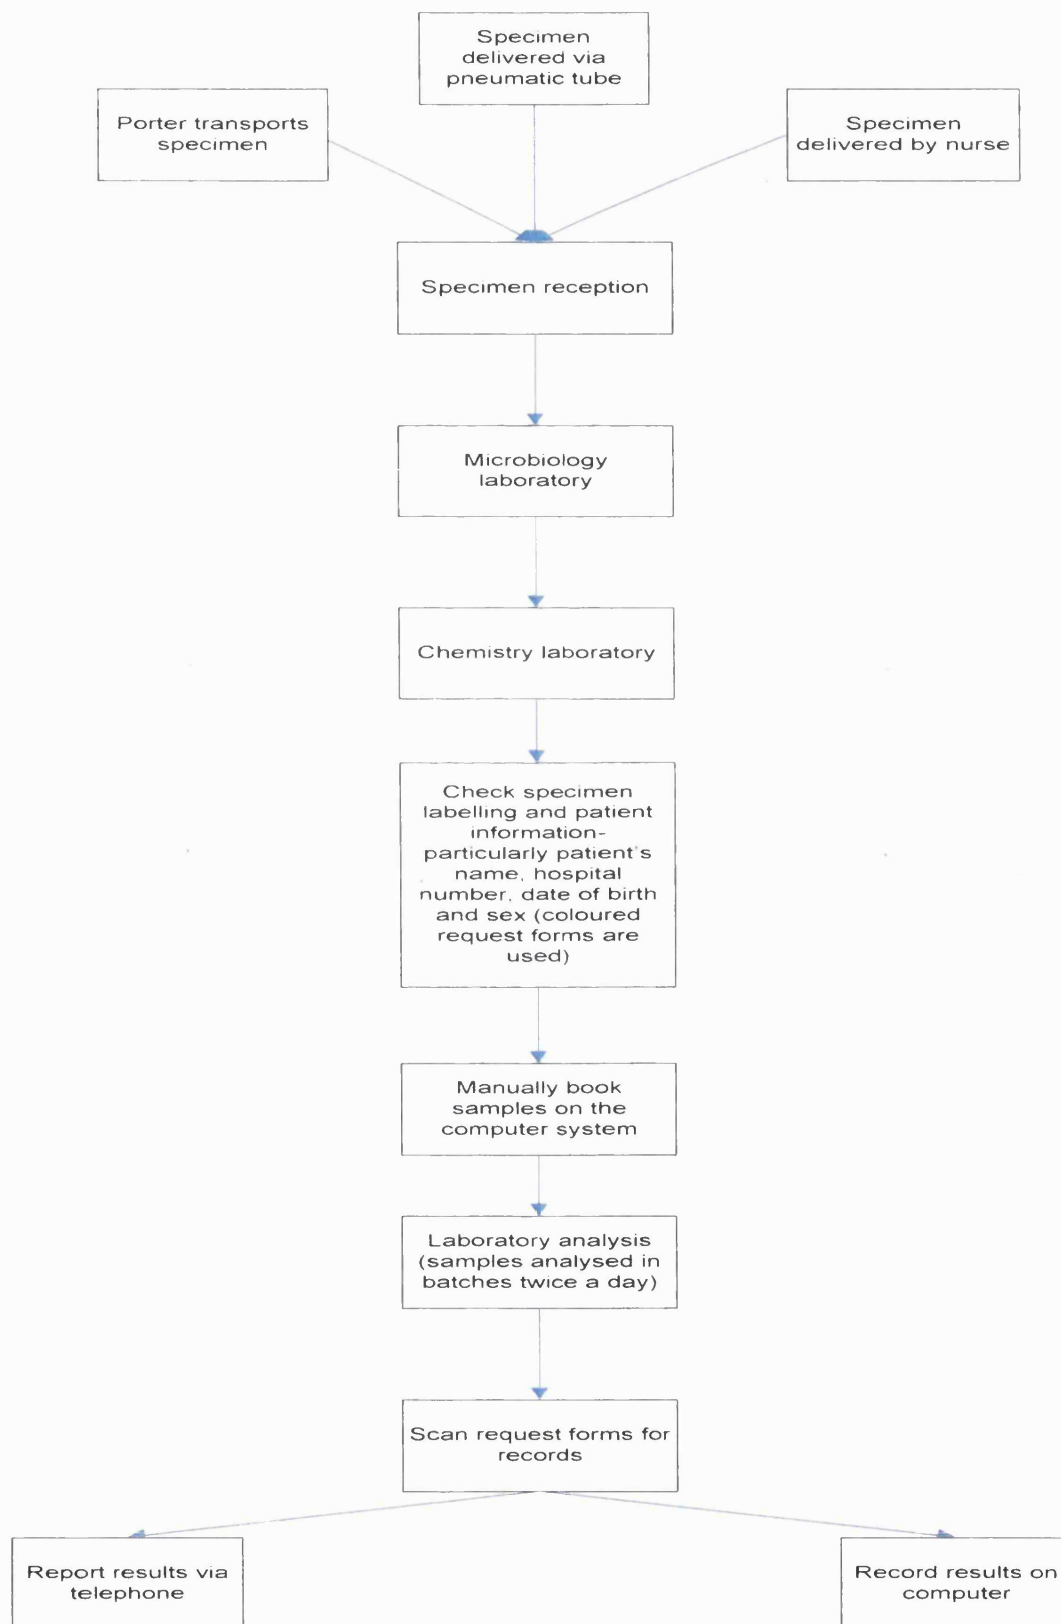 Specimen
delivered via
pneumatic tube
Porter transports
specimen
Specimen
delivered by nurse
Specimen reception
Microbiology
laboratory
Chemistry laboratory
Check specimen
labelling and patient
information-
particularly patient's
name, hospital
number, date of birth
and sex (coloured
request forms are
used)
Manually book
samples on the
computer system
Laboratory analysis
(samples analysed in
batches twice a day)
Scan request forms for
records
Report results via
telephone
Record results on
computer